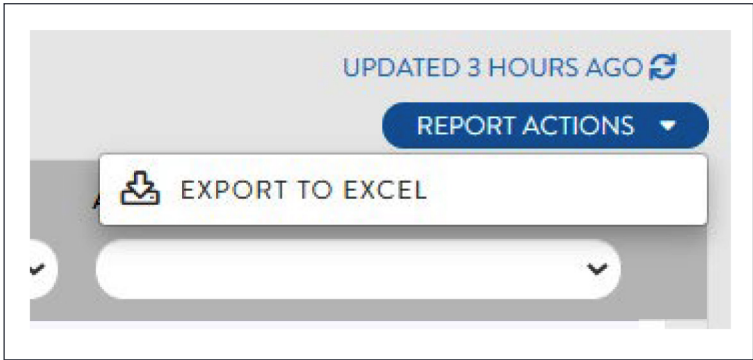 UPDATED 3 HOURS AGO
REPORT ACTIONS
EXPORT TO EXCEL